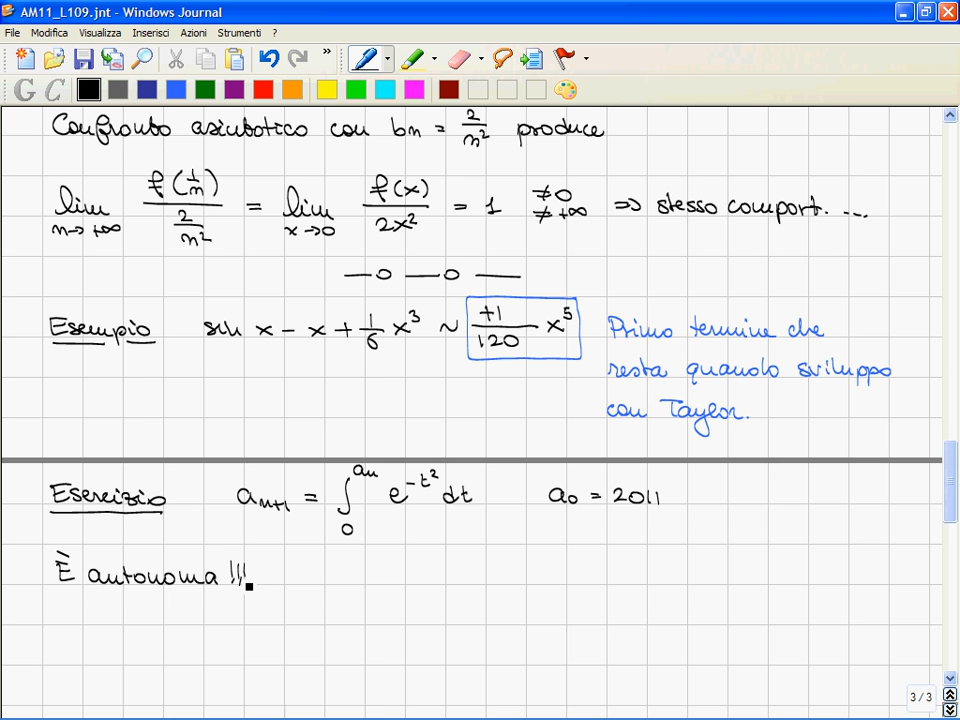 AM11_L109.jnt - Windows Journal
File Modifica Visualizza Inserisci Azioni Strumenti ?
G C
Confronto asintotico con bn = 2/n² produce
lim n→+∞ f(1/n) / (2/n²) = lim x→0 f(x) / 2x² = 1 ≠0 ≠+∞ ⇒ stesso comport. ...
—o —o —
Esempio sin x - x + 1/6 x³ ~ +1/120 x⁵ Primo termine che
resta quando sviluppo
con Taylor.
Esercizio aₙ₊₁ = ∫₀^aₙ e^(-t²) dt a₀ = 2011
È autonoma !!!
3 / 3